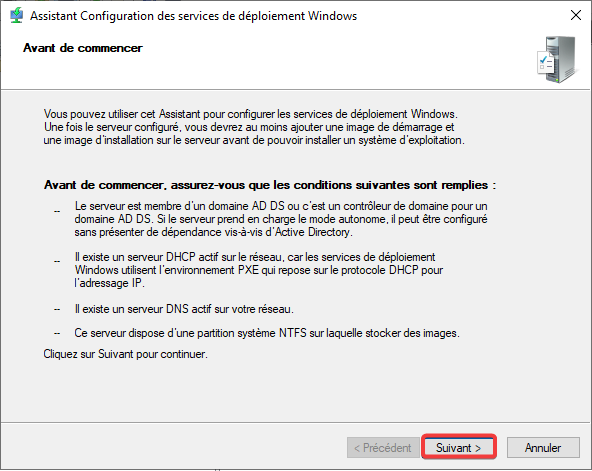 Assistant Configuration des services de déploiement Windows
Avant de commencer
Vous pouvez utiliser cet Assistant pour configurer les services de déploiement Windows.
Une fois le serveur configuré, vous devrez au moins ajouter une image de démarrage et
une image d'installation sur le serveur avant de pouvoir installer un système d'exploitation.
Avant de commencer, assurez-vous que les conditions suivantes sont remplies :
-- Le serveur est membre d'un domaine AD DS ou c'est un contrôleur de domaine pour un
domaine AD DS. Si le serveur prend en charge le mode autonome, il peut être configuré
sans présenter de dépendance vis-à-vis d'Active Directory.
-- Il existe un serveur DHCP actif sur le réseau, car les services de déploiement
Windows utilisent l'environnement PXE qui repose sur le protocole DHCP pour
l'adressage IP.
-- Il existe un serveur DNS actif sur votre réseau.
-- Ce serveur dispose d'une partition système NTFS sur laquelle stocker des images.
Cliquez sur Suivant pour continuer.
< Précédent Suivant > Annuler